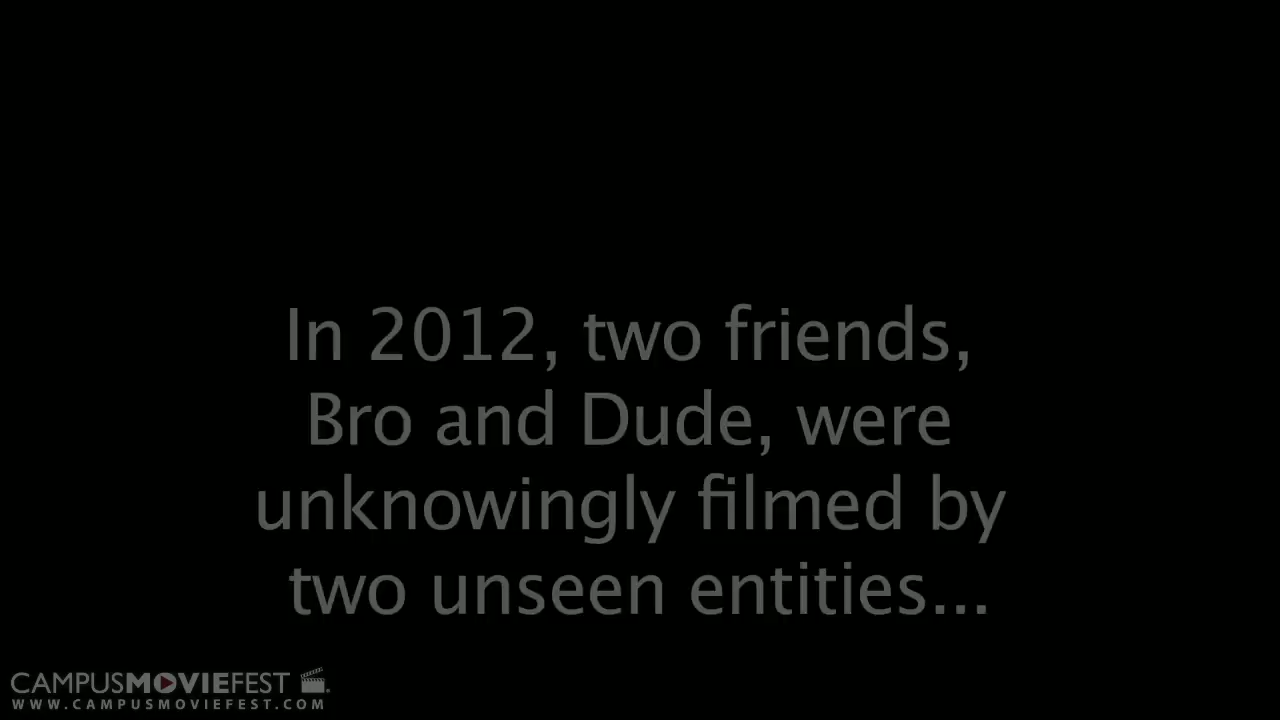 In 2012, two friends,
Bro and Dude, were
unknowingly filmed by
two unseen entities...
CAMPUSMOVIEFEST
WWW.CAMPUSMOVIEFEST.COM